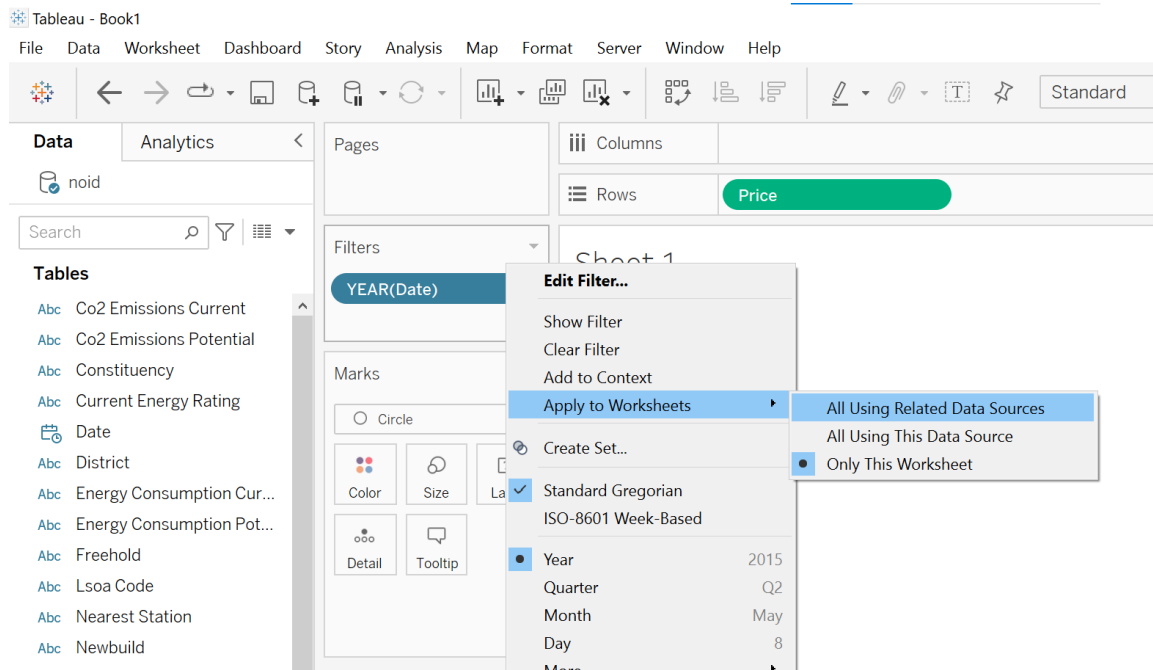 Tableau - Book1
File Data Worksheet Dashboard Story Analysis Map Format Server Window Help
Standard
Data Analytics
noid
Search
Tables
Abc Co2 Emissions Current
Abc Co2 Emissions Potential
Abc Constituency
Abc Current Energy Rating
Date
Abc District
Abc Energy Consumption Cur...
Abc Energy Consumption Pot...
Abc Freehold
Abc Lsoa Code
Abc Nearest Station
Abc Newbuild
Pages
Filters
YEAR(Date)
Marks
Circle
Color Size La
Detail Tooltip
Columns
Rows Price
Sheet 1
Edit Filter...
Show Filter
Clear Filter
Add to Context
Apply to Worksheets
Create Set...
Standard Gregorian
ISO-8601 Week-Based
Year 2015
Quarter Q2
Month May
Day 8
More
All Using Related Data Sources
All Using This Data Source
Only This Worksheet